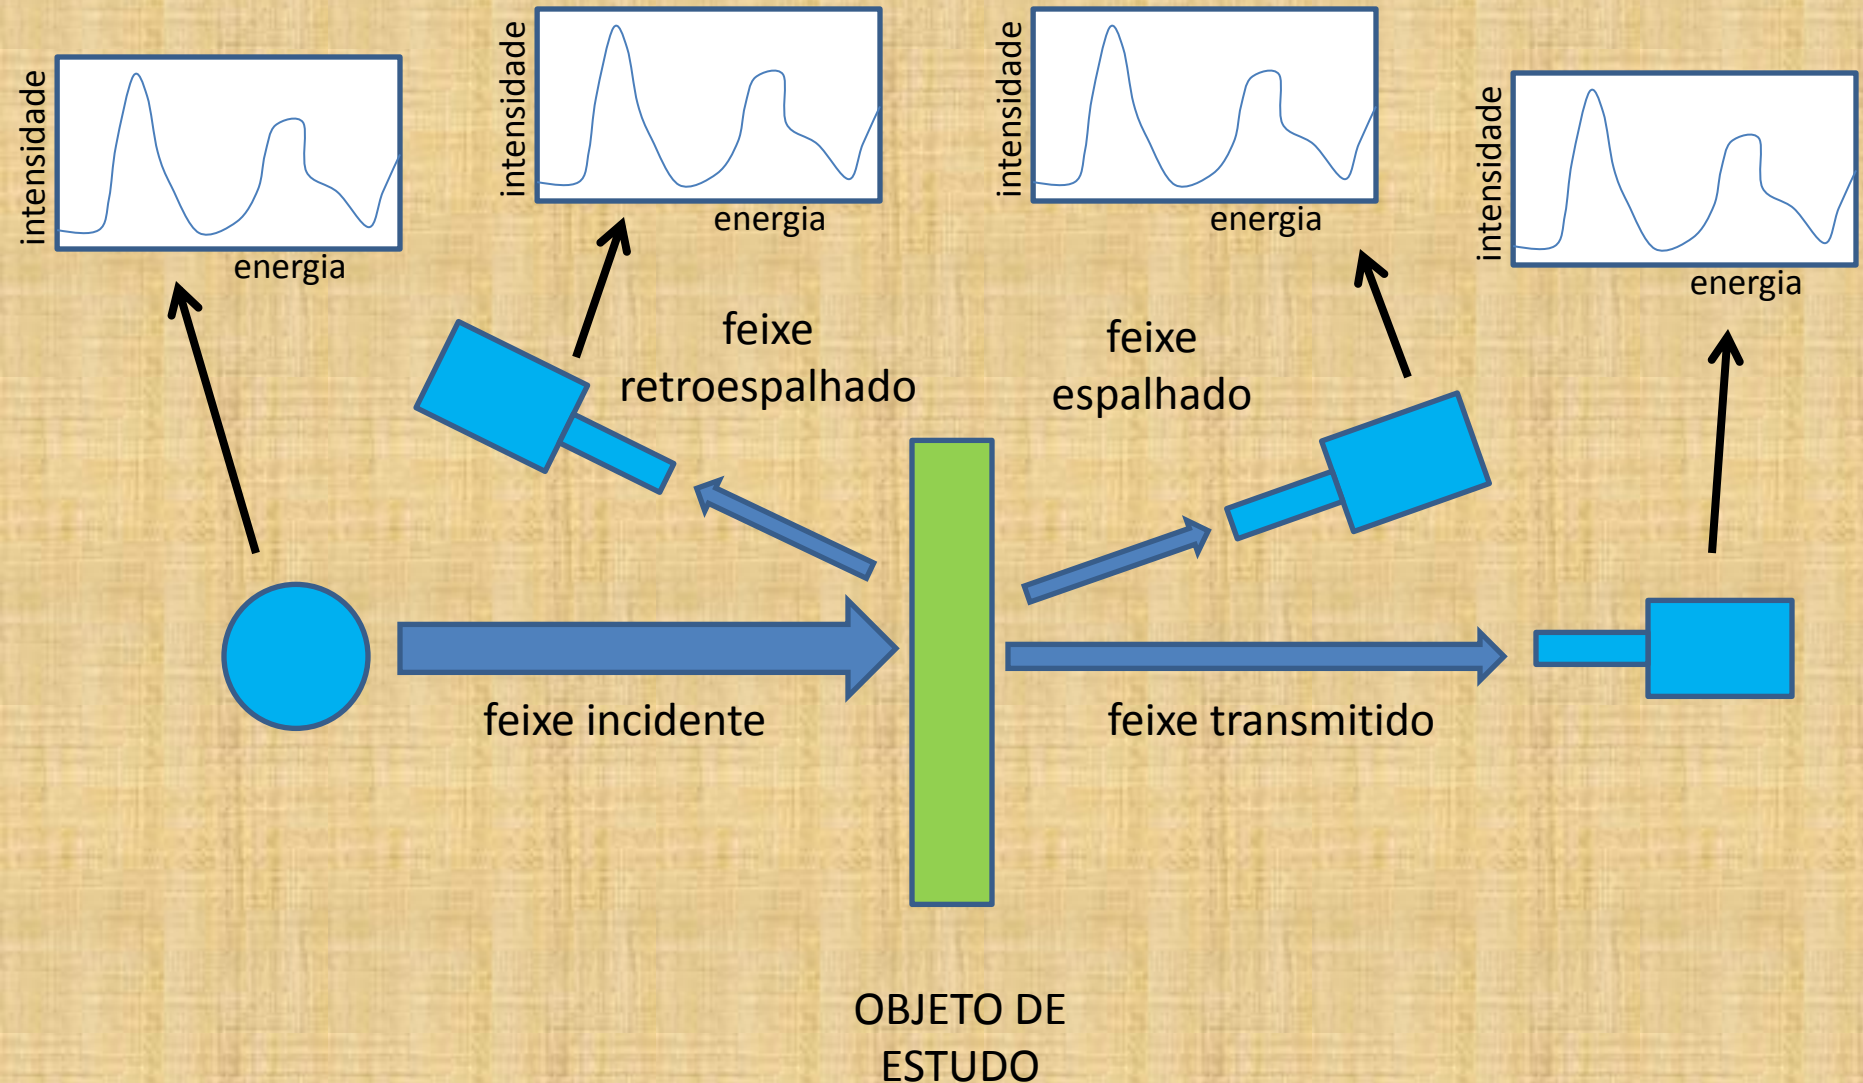 intensidade
energia
intensidade
energia
intensidade
energia
intensidade
energia
feixe
retroespalhado
feixe
espalhado
feixe incidente
feixe transmitido
OBJETO DE
ESTUDO